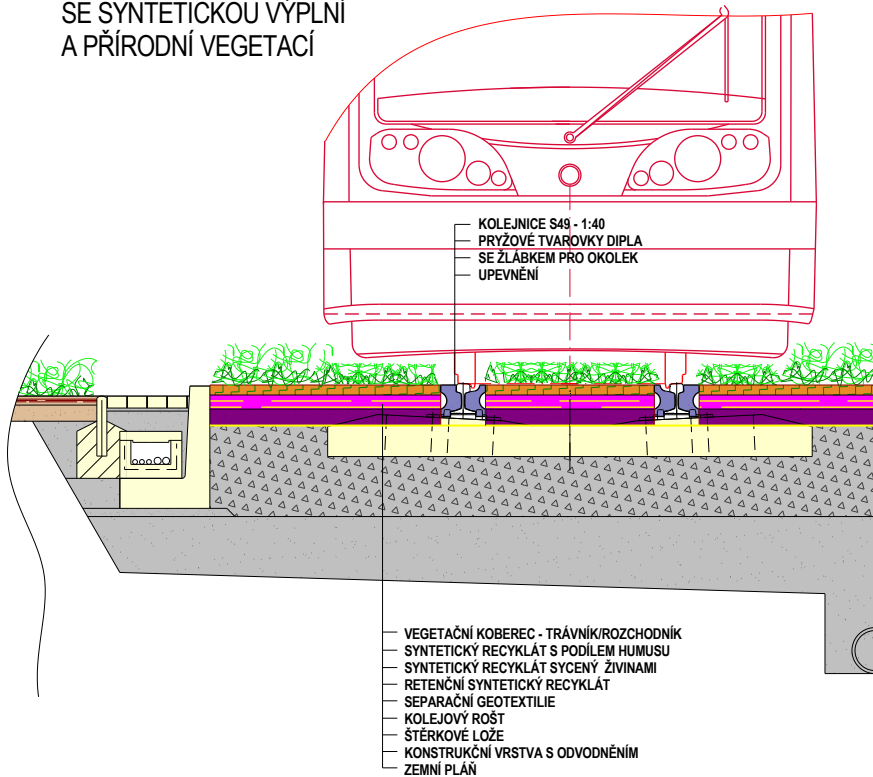 SE SYNTETICKOU VÝPLNÍ
A PŘÍRODNÍ VEGETACÍ
KOLEJNICE S49 - 1:40
PRYŽOVÉ TVAROVKY DIPLA
SE ŽLÁBKEM PRO OKOLEK
UPEVNĚNÍ
VEGETAČNÍ KOBEREC - TRÁVNÍK/ROZCHODNÍK
SYNTETICKÝ RECYKLÁT S PODÍLEM HUMUSU
SYNTETICKÝ RECYKLÁT SYCENÝ ŽIVINAMI
RETENČNÍ SYNTETICKÝ RECYKLÁT
SEPARAČNÍ GEOTEXTILIE
KOLEJOVÝ ROŠT
ŠTĚRKOVÉ LOŽE
KONSTRUKČNÍ VRSTVA S ODVODNĚNÍM
ZEMNÍ PLÁŇ